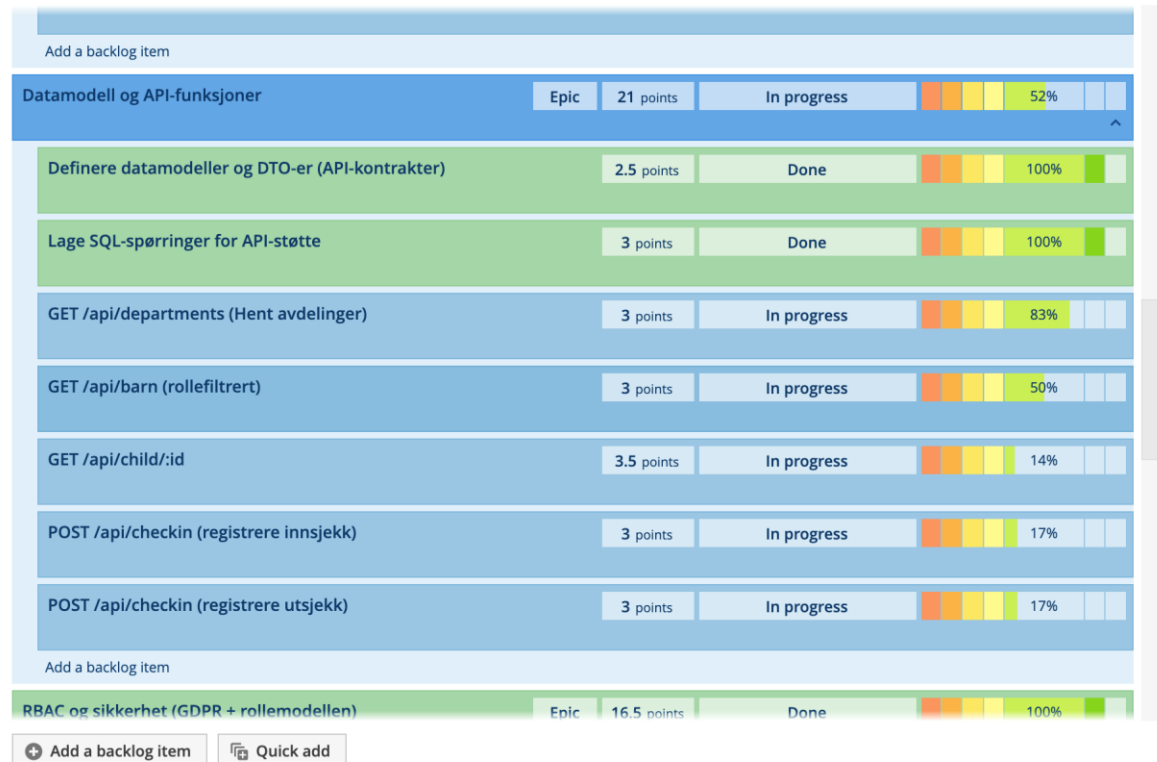 Add a backlog item
Datamodell og API-funksjoner Epic 21 points In progress 52%
Definere datamodeller og DTO-er (API-kontrakter) 2.5 points Done 100%
Lage SQL-spørringer for API-støtte 3 points Done 100%
GET /api/departments (Hent avdelinger) 3 points In progress 83%
GET /api/barn (rollefiltrert) 3 points In progress 50%
GET /api/child/:id 3.5 points In progress 14%
POST /api/checkin (registrere innsjekk) 3 points In progress 17%
POST /api/checkin (registrere utsjekk) 3 points In progress 17%
Add a backlog item
RBAC og sikkerhet (GDPR + rollemodellen) Epic 16.5 points Done 100%
Add a backlog item Quick add